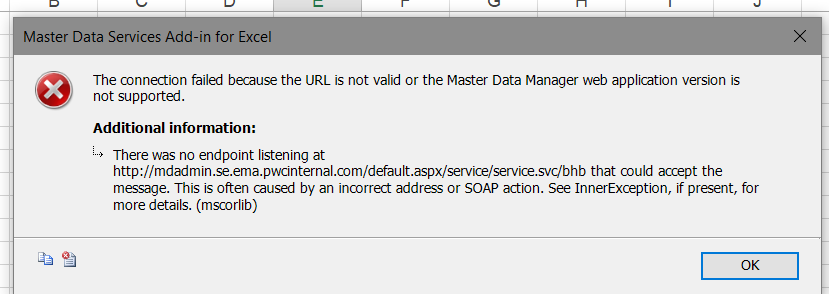 B C D E F G H I J
Master Data Services Add-in for Excel
The connection failed because the URL is not valid or the Master Data Manager web application version is
not supported.
Additional information:
There was no endpoint listening at
http://mdadmin.se.ema.pwcinternal.com/default.aspx/service/service.svc/bhb that could accept the
message. This is often caused by an incorrect address or SOAP action. See InnerException, if present, for
more details. (mscorlib)
OK